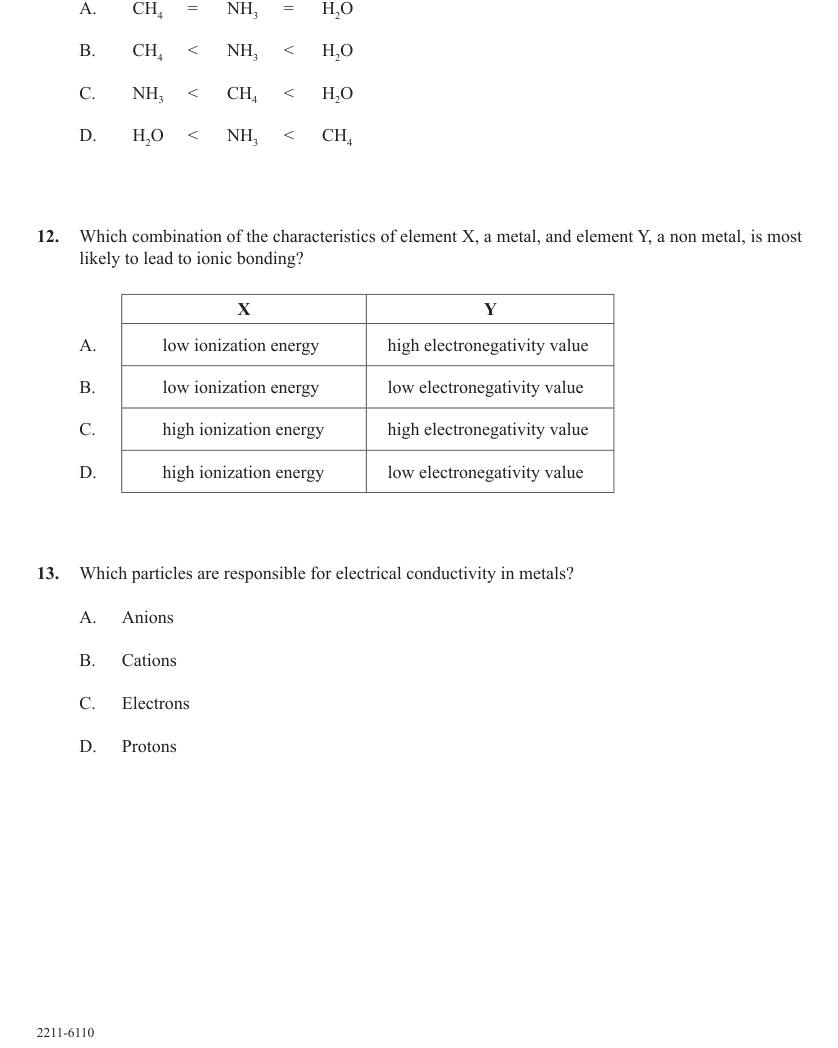 A. CH₄ = NH₃ = H₂O
B. CH₄ < NH₃ < H₂O
C. NH₃ < CH₄ < H₂O
D. H₂O < NH₃ < CH₄
12. Which combination of the characteristics of element X, a metal, and element Y, a non metal, is most
likely to lead to ionic bonding?
X Y
A. low ionization energy high electronegativity value
B. low ionization energy low electronegativity value
C. high ionization energy high electronegativity value
D. high ionization energy low electronegativity value
13. Which particles are responsible for electrical conductivity in metals?
A. Anions
B. Cations
C. Electrons
D. Protons
2211-6110